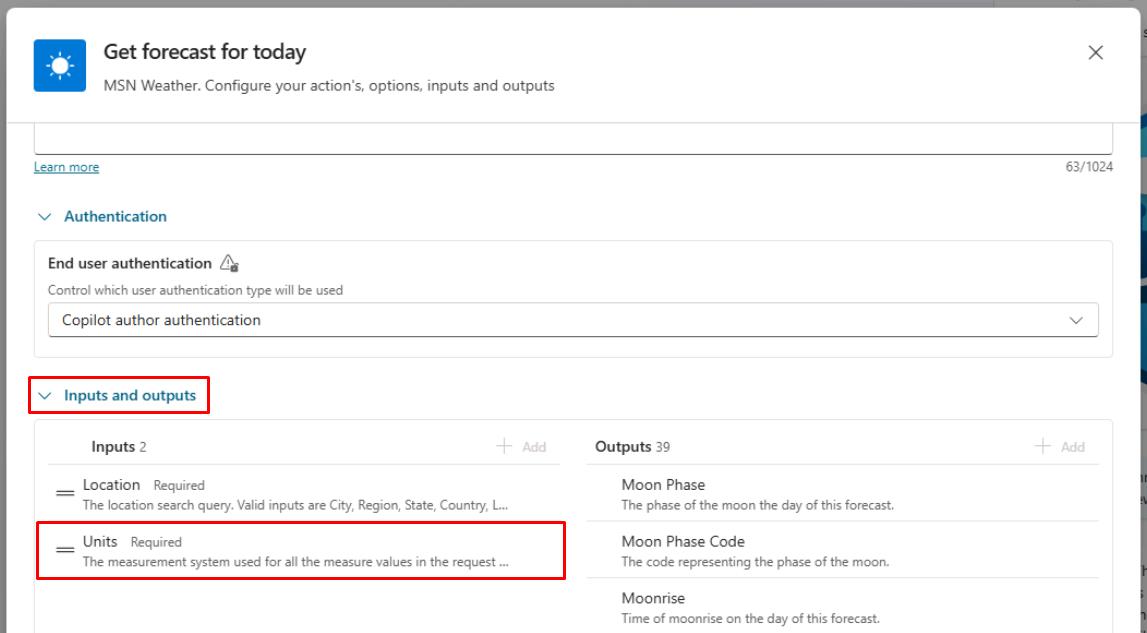 Get forecast for today
MSN Weather. Configure your action's, options, inputs and outputs
Learn more
63/1024
Authentication
End user authentication
Control which user authentication type will be used
Copilot author authentication
Inputs and outputs
Inputs 2
Add
Outputs 39
Add
Location Required
The location search query. Valid inputs are City, Region, State, Country, L...
Units Required
The measurement system used for all the measure values in the request ...
Moon Phase
The phase of the moon the day of this forecast.
Moon Phase Code
The code representing the phase of the moon.
Moonrise
Time of moonrise on the day of this forecast.